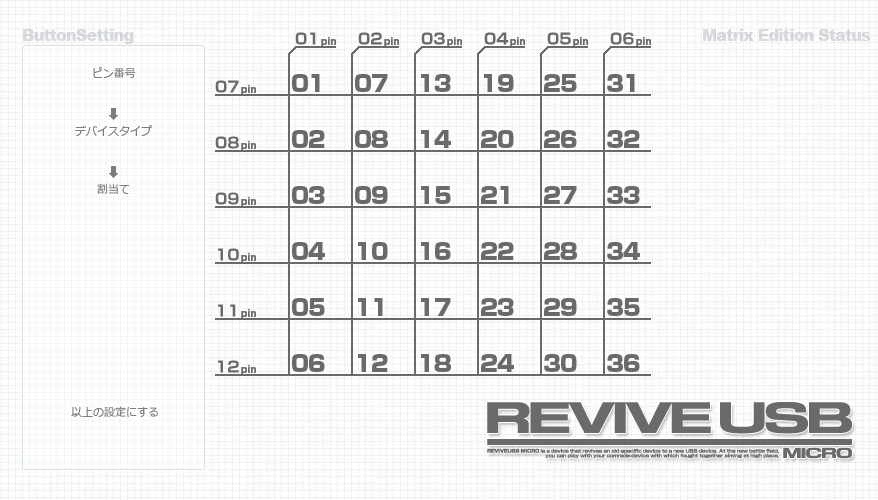 ButtonSetting
Matrix Edition Status
01pin 02pin 03pin 04pin 05pin 06pin
ピン番号
デバイスタイプ
割当て
以上の設定にする
07pin 01 07 13 19 25 31
08pin 02 08 14 20 26 32
09pin 03 09 15 21 27 33
10pin 04 10 16 22 28 34
11pin 05 11 17 23 29 35
12pin 06 12 18 24 30 36
REVIVE USB
REVIVEUSB MICRO is a device that revives an old specific device to a new USB device. At the new battle field,
you can play with your comrade-device with which fought together aiming at high place.
MICRO